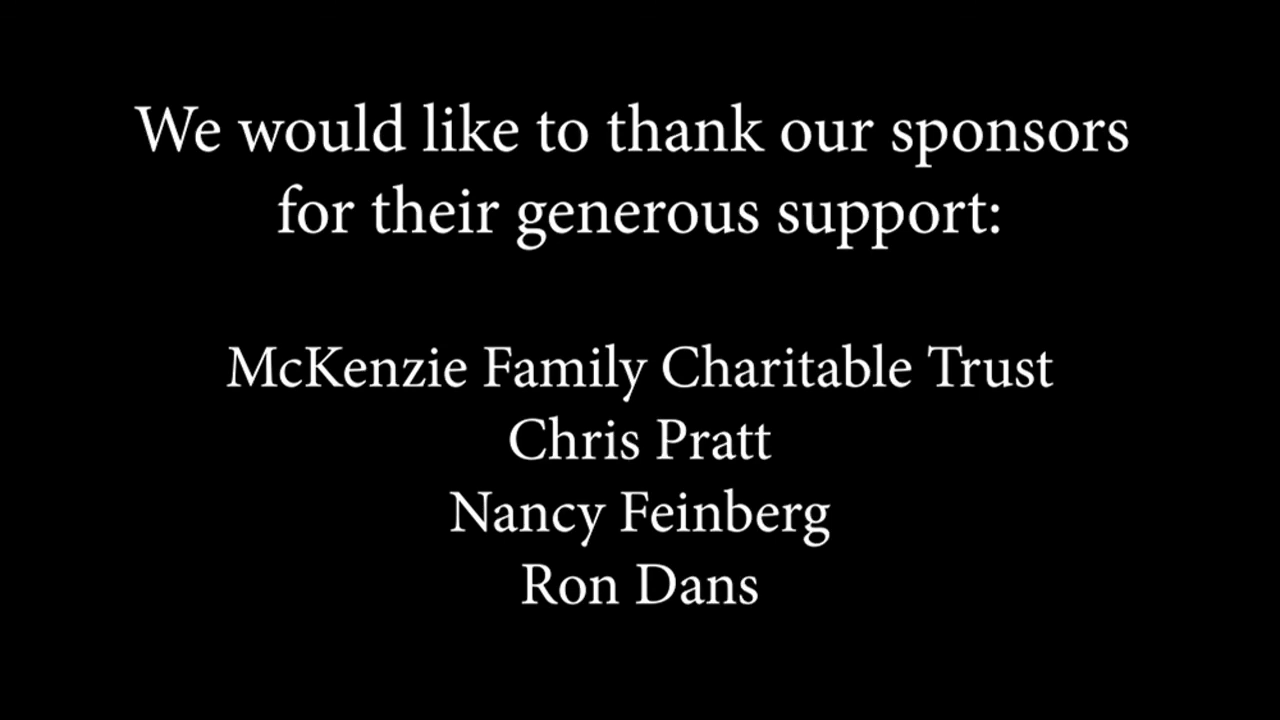 We would like to thank our sponsors
for their generous support:
McKenzie Family Charitable Trust
Chris Pratt
Nancy Feinberg
Ron Dans